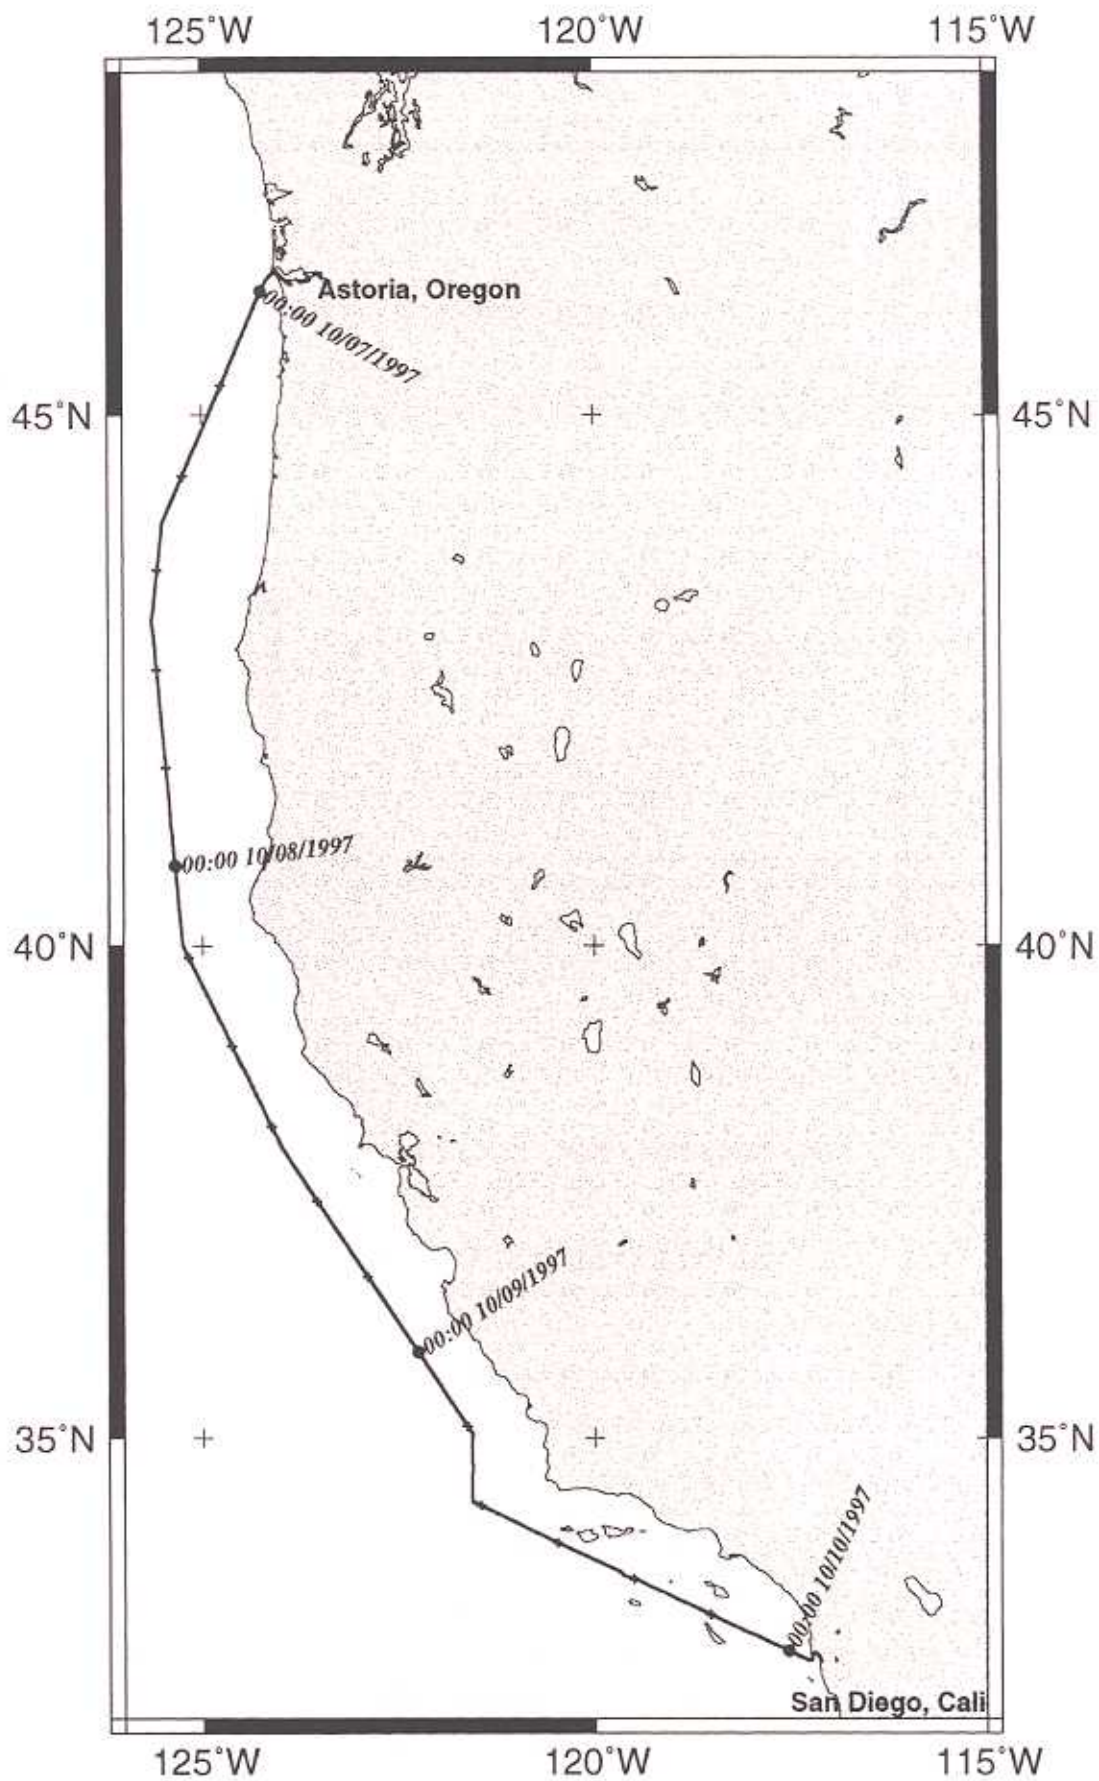 125°W 120°W 115°W
Astoria, Oregon
00:00 10/07/1997
45°N 45°N
00:00 10/08/1997
40°N 40°N
00:00 10/09/1997
35°N 35°N
00:00 10/10/1997
San Diego, Cali
125°W 120°W 115°W